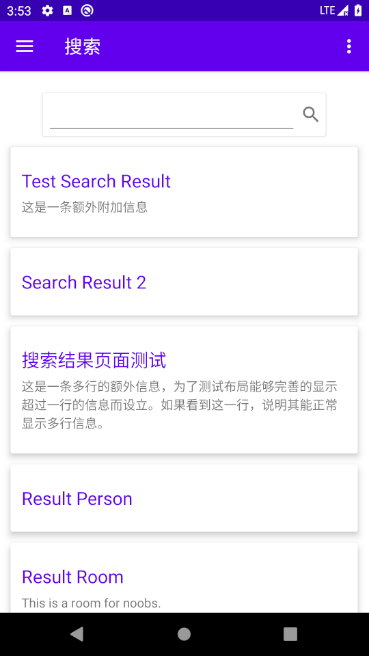 3:53
LTE
搜索
Test Search Result
这是一条额外附加信息
Search Result 2
搜索结果页面测试
这是一条多行的额外信息，为了测试布局能够完善的显示
超过一行的信息而设立。如果看到这一行，说明其能正常
显示多行信息。
Result Person
Result Room
This is a room for noobs.